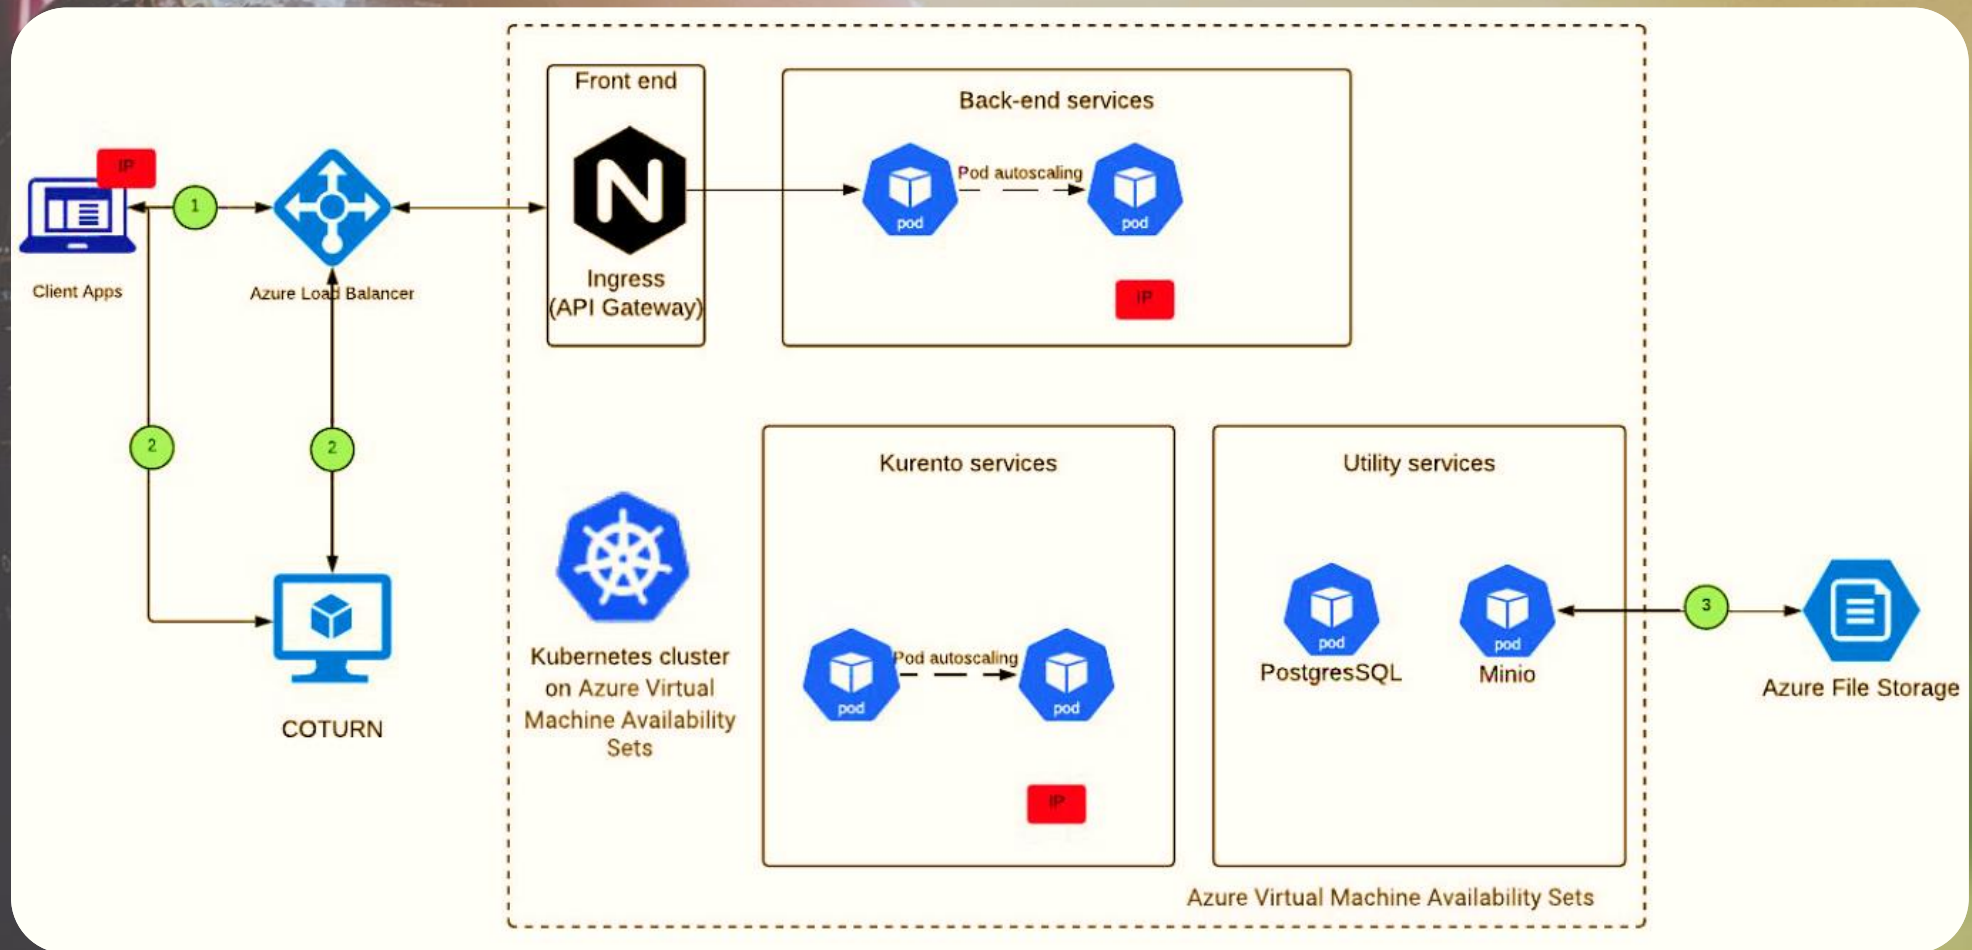 Front end
Back-end services
IP
1
Pod autoscaling
N
pod
pod
Client Apps
Azure Load Balancer
Ingress
(API Gateway)
IP
2
2
Kurento services
Utility services
3
Kubernetes cluster
on Azure Virtual
Machine Availability
Sets
Pod autoscaling
pod
pod
pod
PostgresSQL
pod
Minio
Azure File Storage
COTURN
IP
Azure Virtual Machine Availability Sets